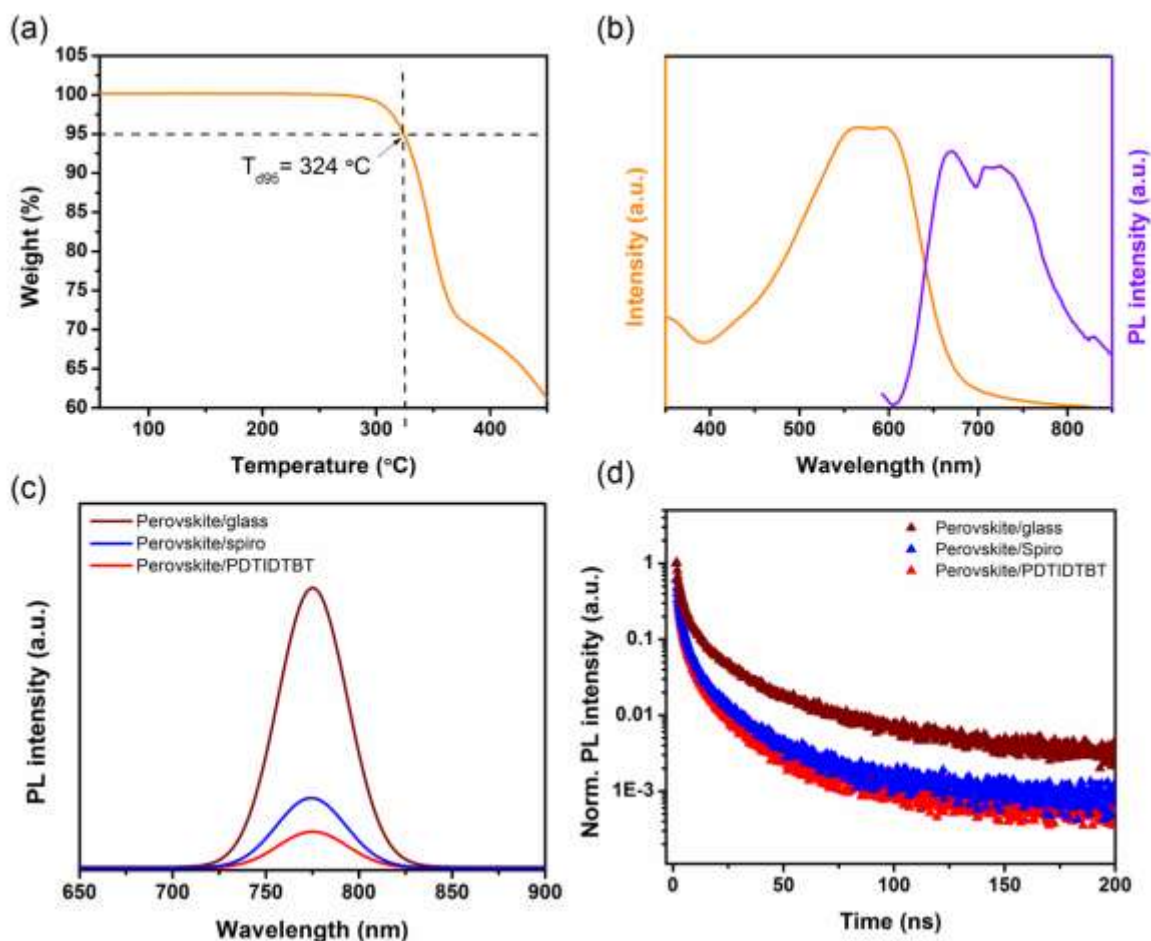 (a)
105
100
95
90
85
80
75
70
65
60
Weight (%)
T_d95= 324 °C
100
200
300
400
Temperature (°C)
(b)
Intensity (a.u.)
PL intensity (a.u.)
400
500
600
700
800
Wavelength (nm)
(c)
Perovskite/glass
Perovskite/spiro
Perovskite/PDTIDTBT
PL intensity (a.u.)
650
700
750
800
850
900
Wavelength (nm)
(d)
Perovskite/glass
Perovskite/Spiro
Perovskite/PDTIDTBT
1
0.1
0.01
1E-3
Norm. PL intensity (a.u.)
0
50
100
150
200
Time (ns)